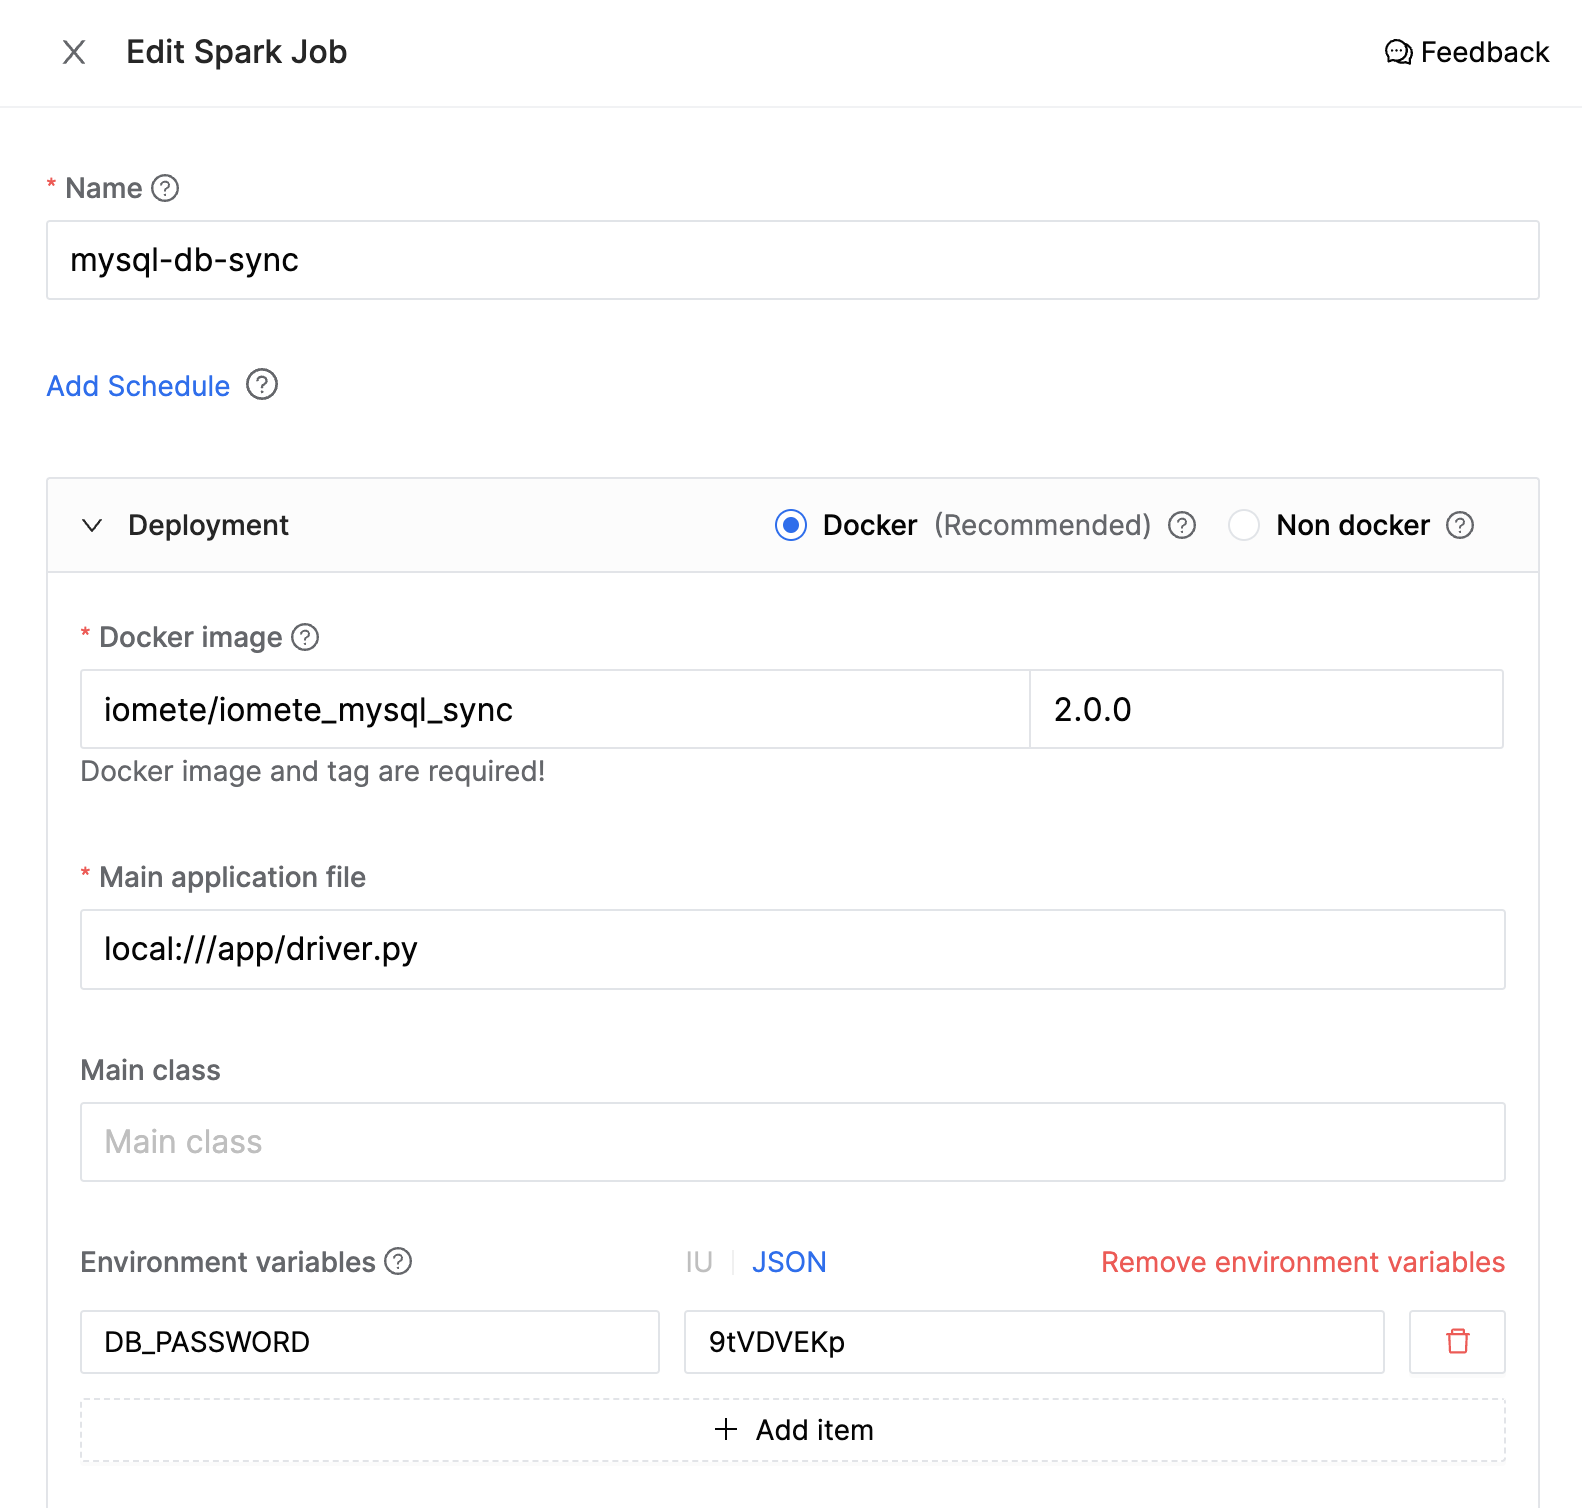 Edit Spark Job
Feedback
* Name
mysql-db-sync
Add Schedule
Deployment
Docker (Recommended)
Non docker
* Docker image
iomete/iomete_mysql_sync
2.0.0
Docker image and tag are required!
* Main application file
local:///app/driver.py
Main class
Main class
Environment variables
IU
JSON
Remove environment variables
DB_PASSWORD
9tVDVEKp
+ Add item